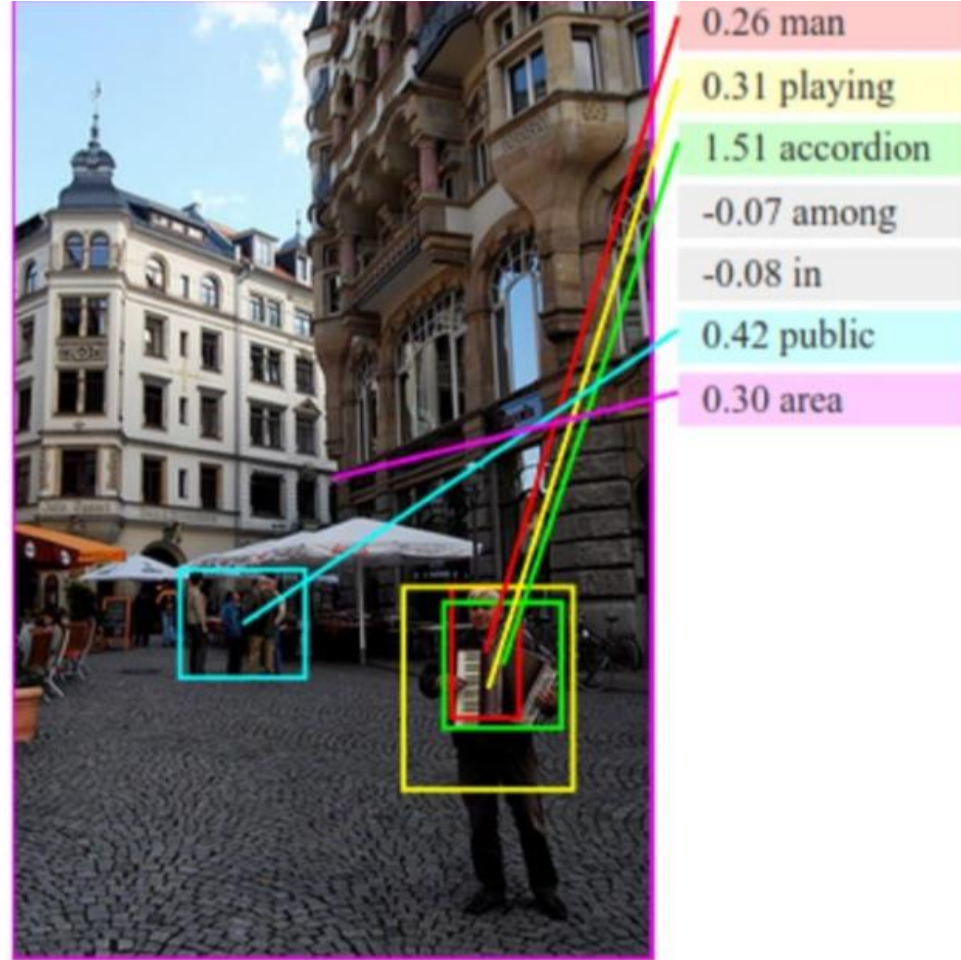 0.26 man
0.31 playing
1.51 accordion
-0.07 among
-0.08 in
0.42 public
0.30 area